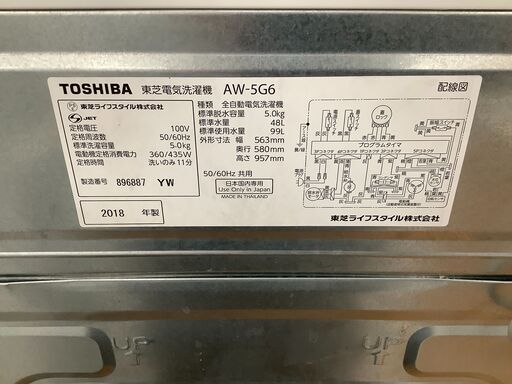 TOSHIBA 東芝電気洗濯機 AW-5G6
東芝ライフスタイル株式会社
JET
定格電圧 100V
定格周波数 50/60Hz
標準洗濯容量 5.0kg
電動機定格消費電力 360/435W
定格時間 洗いのみ11分
製造番号 896887 YW
2018 年製
種類 全自動電気洗濯機
標準脱水容量 5.0kg
標準水量 48L
標準使用水量 99L
外形寸法 幅 563mm
奥行 580mm
高さ 957mm
50/60Hz 共用
日本国内専用
Use Only in Japan
MADE IN THAILAND
配線図
プログラムタイマ
東芝ライフスタイル株式会社
UP
UP